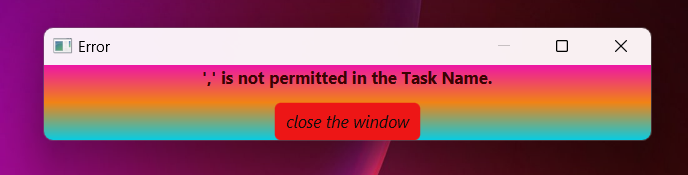 Error
',' is not permitted in the Task Name.
close the window